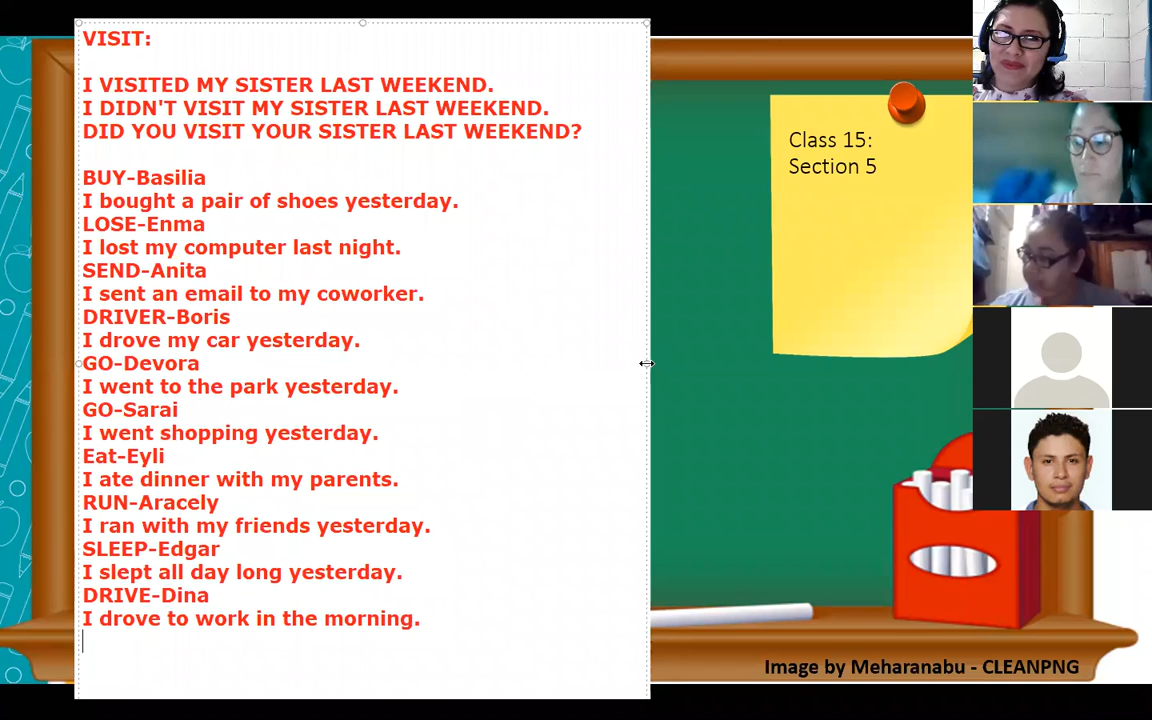 VISIT:
I VISITED MY SISTER LAST WEEKEND.
I DIDN'T VISIT MY SISTER LAST WEEKEND.
DID YOU VISIT YOUR SISTER LAST WEEKEND?
BUY-Basilia
I bought a pair of shoes yesterday.
LOSE-Enma
I lost my computer last night.
SEND-Anita
I sent an email to my coworker.
DRIVER-Boris
I drove my car yesterday.
GO-Devora
I went to the park yesterday.
GO-Sarai
I went shopping yesterday.
Eat-Eyli
I ate dinner with my parents.
RUN-Aracely
I ran with my friends yesterday.
SLEEP-Edgar
I slept all day long yesterday.
DRIVE-Dina
I drove to work in the morning.
Class 15:
Section 5
Image by Meharanabu - CLEANPNG